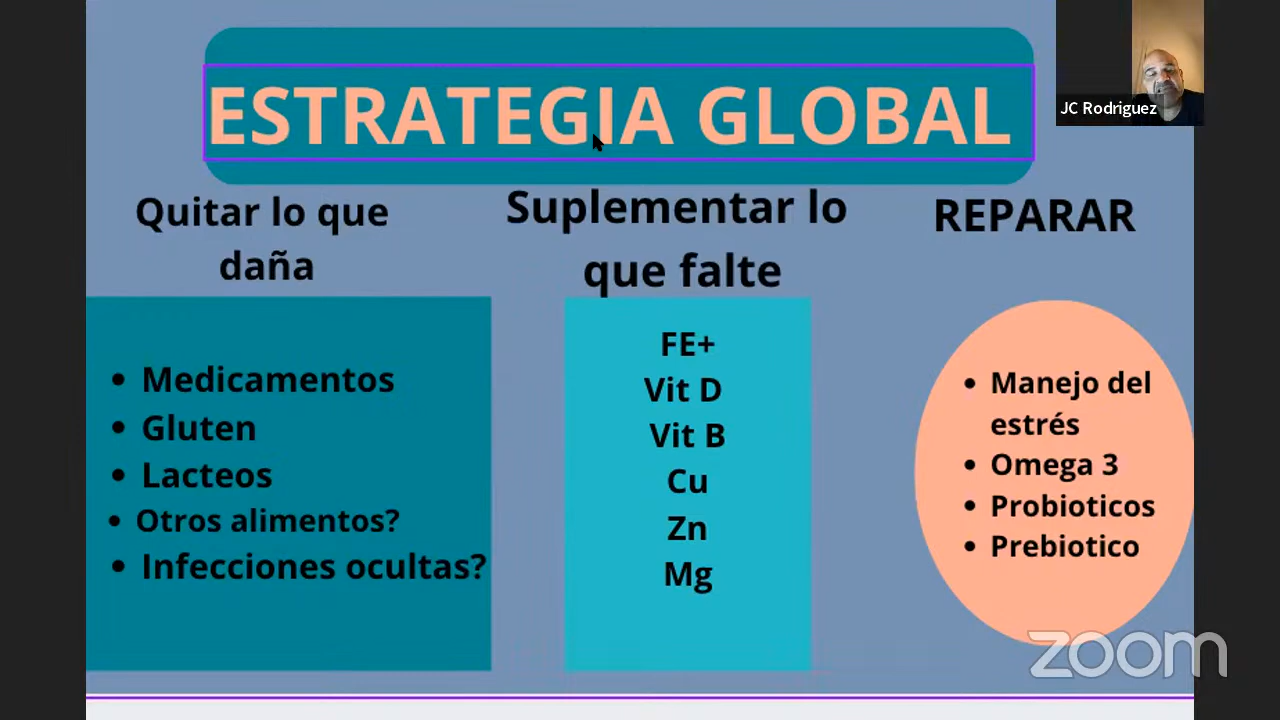 ESTRATEGIA GLOBAL
JC Rodriguez
Quitar lo que
daña
• Medicamentos
• Gluten
• Lacteos
• Otros alimentos?
• Infecciones ocultas?
Suplementar lo
que falte
FE+
Vit D
Vit B
Cu
Zn
Mg
REPARAR
• Manejo del
estrés
• Omega 3
• Probioticos
• Prebiotico
zoom